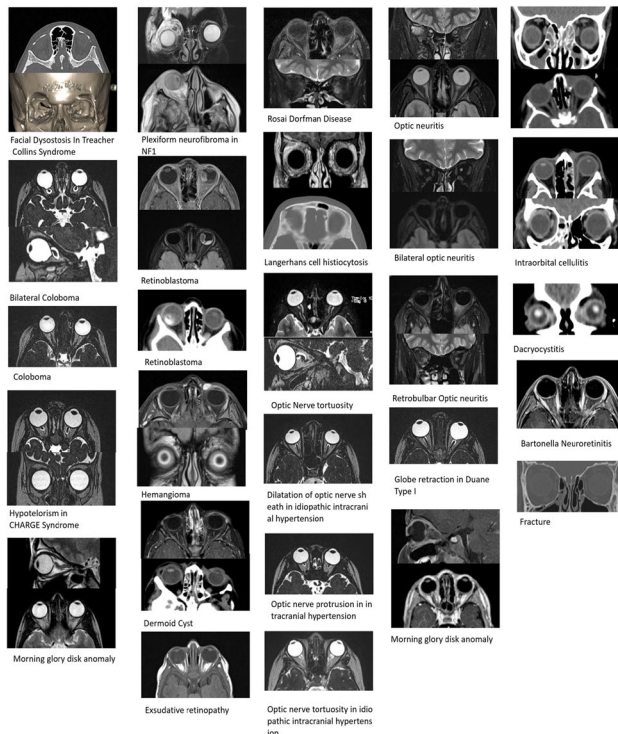 Facial Dysostosis In Treacher
Collins Syndrome
Bilateral Coloboma
Coloboma
Hypotelorism in
CHARGE Syndrome
Morning glory disk anomaly
Plexiform neurofibroma in
NF1
Retinoblastoma
Retinoblastoma
Hemangioma
Dermoid Cyst
Exsudative retinopathy
Rosai Dorfman Disease
Langerhans cell histiocytosis
Optic Nerve tortuosity
Dilatation of optic nerve sh
eath in idiopathic intracrani
al hypertension
Optic nerve protrusion in in
tracranial hypertension
Optic nerve tortuosity in idio
pathic intracranial hypertens
ion
Optic neuritis
Bilateral optic neuritis
Retrobulbar Optic neuritis
Globe retraction in Duane
Type I
Morning glory disk anomaly
Intraorbital cellulitis
Dacryocystitis
Bartonella Neuroretinitis
Fracture